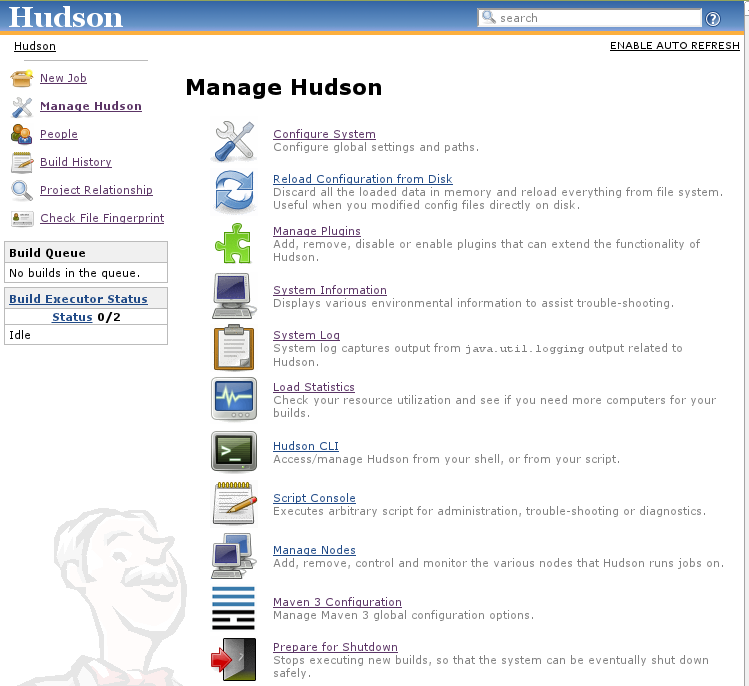 Hudson
search
Hudson
ENABLE AUTO REFRESH
New Job
Manage Hudson
People
Build History
Project Relationship
Check File Fingerprint
Build Queue
No builds in the queue.
Build Executor Status
Status 0/2
Idle
Manage Hudson
Configure System
Configure global settings and paths.
Reload Configuration from Disk
Discard all the loaded data in memory and reload everything from file system.
Useful when you modified config files directly on disk.
Manage Plugins
Add, remove, disable or enable plugins that can extend the functionality of
Hudson.
System Information
Displays various environmental information to assist trouble-shooting.
System Log
System log captures output from java.util.logging output related to
Hudson.
Load Statistics
Check your resource utilization and see if you need more computers for your
builds.
Hudson CLI
Access/manage Hudson from your shell, or from your script.
Script Console
Executes arbitrary script for administration, trouble-shooting or diagnostics.
Manage Nodes
Add, remove, control and monitor the various nodes that Hudson runs jobs on.
Maven 3 Configuration
Manage Maven 3 global configuration options.
Prepare for Shutdown
Stops executing new builds, so that the system can be eventually shut down
safely.